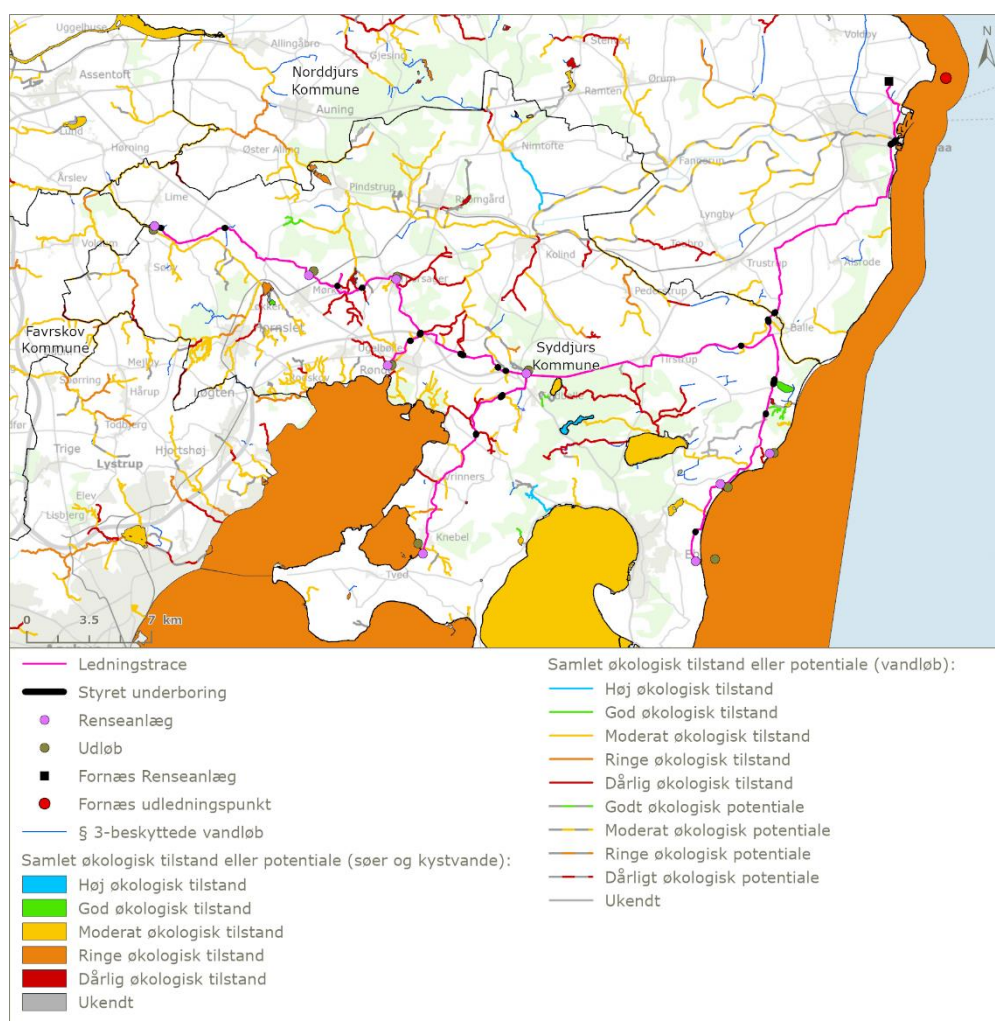 Uggelhuse
Allingåbro
Gjesing
Voldby
N
Assentoft
Norddjurs
Kommune
Ramten
Ørum
Auning
Lund
Hørning
Øster Alling
Nimtofte
Fannerup
Årslev
Lime
Pindstrup
Lyngby
Kolind
Trustrup
Ålsrode
Søby
Balle
Favrskov
Kommune
Syddjurs
Kommune
Tirstrup
Mejlby
Hårup
Løgten
Rønde
Todbjerg
Trige
Hjortshøj
Lystrup
Elev
Lisbjerg
Knebel
Tved
0 3.5 7 km
Ledningstrace
Styret underboring
Renseanlæg
Udløb
Fornæs Renseanlæg
Fornæs udledningspunkt
§ 3-beskyttede vandløb
Samlet økologisk tilstand eller potentiale (søer og kystvande):
Høj økologisk tilstand
God økologisk tilstand
Moderat økologisk tilstand
Ringe økologisk tilstand
Dårlig økologisk tilstand
Ukendt
Samlet økologisk tilstand eller potentiale (vandløb):
Høj økologisk tilstand
God økologisk tilstand
Moderat økologisk tilstand
Ringe økologisk tilstand
Dårlig økologisk tilstand
Godt økologisk potentiale
Moderat økologisk potentiale
Ringe økologisk potentiale
Dårligt økologisk potentiale
Ukendt